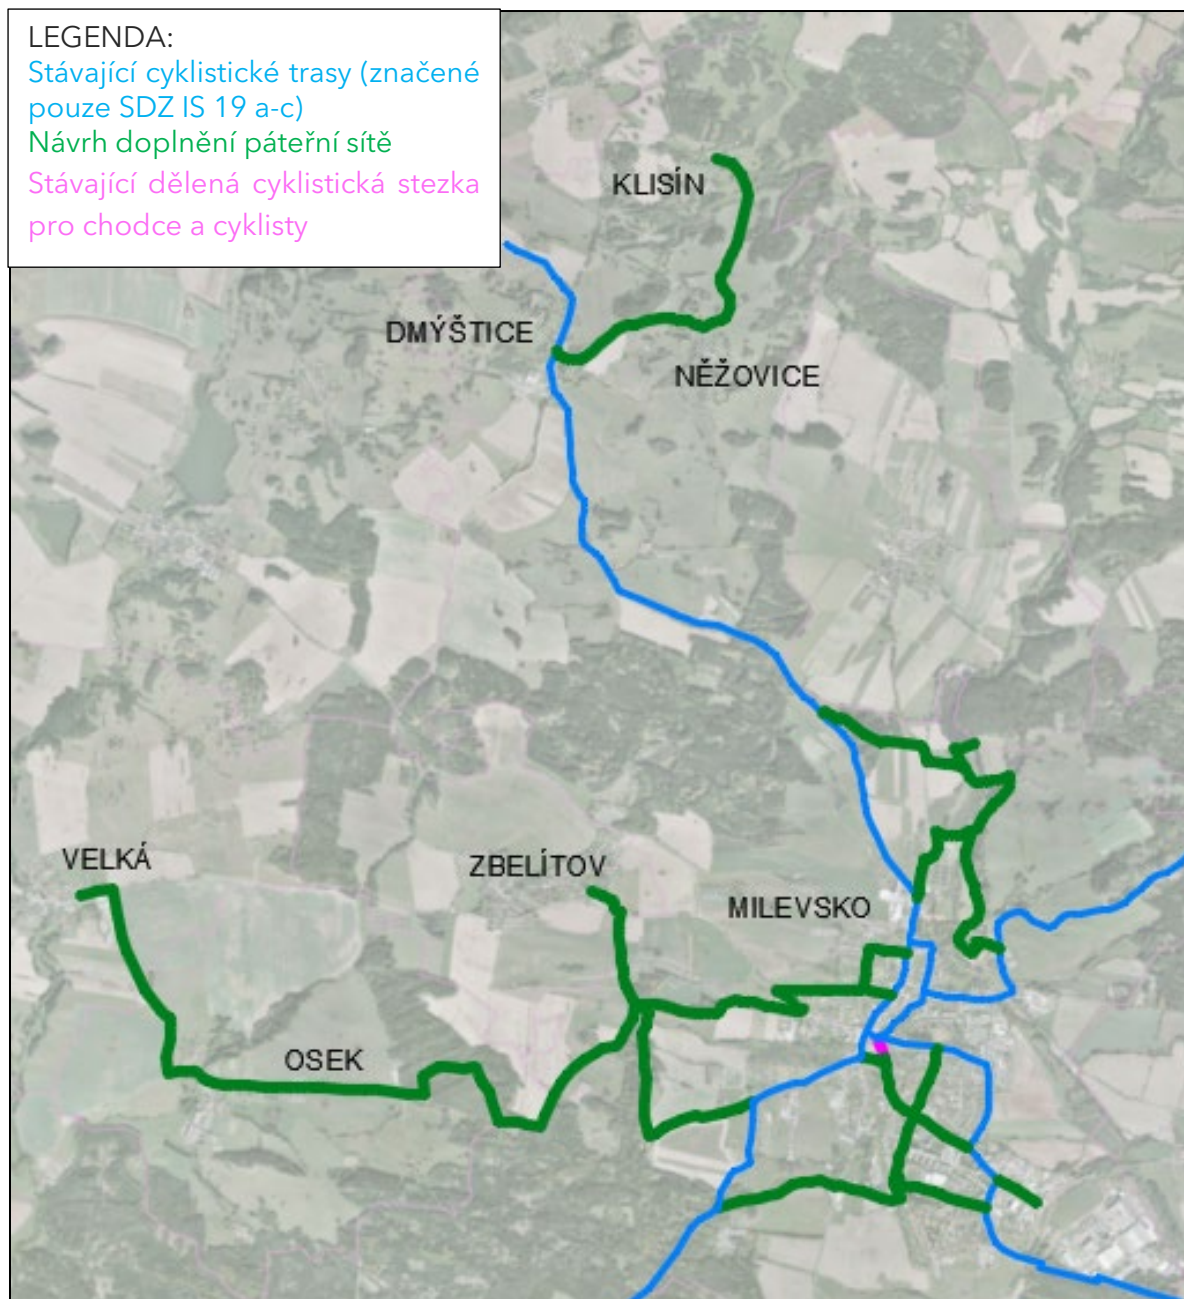 LEGENDA:
Stávající cyklistické trasy (značené
pouze SDZ IS 19 a-c)
Návrh doplnění páteřní sítě
Stávající dělená cyklistická stezka
pro chodce a cyklisty
KLISÍN
DMÝŠTICE
NĚŽOVICE
VELKÁ
ZBELÍTOV
MILEVSKO
OSEK